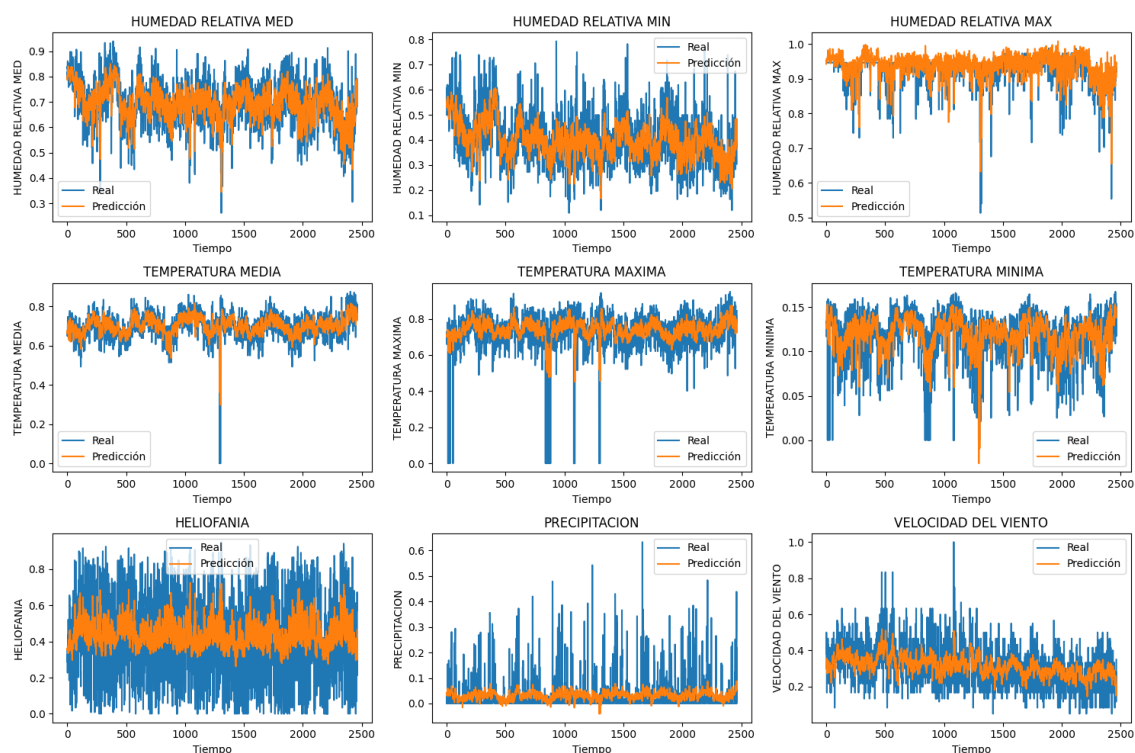 HUMEDAD RELATIVA MED
HUMEDAD RELATIVA MED
0.9
0.8
0.7
0.6
0.5
0.4
0.3
Real
Predicción
0 500 1000 1500 2000 2500
Tiempo
HUMEDAD RELATIVA MIN
HUMEDAD RELATIVA MIN
0.8
0.7
0.6
0.5
0.4
0.3
0.2
0.1
Real
Predicción
0 500 1000 1500 2000 2500
Tiempo
HUMEDAD RELATIVA MAX
HUMEDAD RELATIVA MAX
1.0
0.9
0.8
0.7
0.6
0.5
Real
Predicción
0 500 1000 1500 2000 2500
Tiempo
TEMPERATURA MEDIA
TEMPERATURA MEDIA
0.8
0.6
0.4
0.2
0.0
Real
Predicción
0 500 1000 1500 2000 2500
Tiempo
TEMPERATURA MAXIMA
TEMPERATURA MAXIMA
0.8
0.6
0.4
0.2
0.0
Real
Predicción
0 500 1000 1500 2000 2500
Tiempo
TEMPERATURA MINIMA
TEMPERATURA MINIMA
0.15
0.10
0.05
0.00
Real
Predicción
0 500 1000 1500 2000 2500
Tiempo
HELIOFANIA
HELIOFANIA
0.8
0.6
0.4
0.2
0.0
Real
Predicción
0 500 1000 1500 2000 2500
Tiempo
PRECIPITACION
PRECIPITACION
0.6
0.5
0.4
0.3
0.2
0.1
0.0
Real
Predicción
0 500 1000 1500 2000 2500
Tiempo
VELOCIDAD DEL VIENTO
VELOCIDAD DEL VIENTO
1.0
0.8
0.6
0.4
0.2
Real
Predicción
0 500 1000 1500 2000 2500
Tiempo